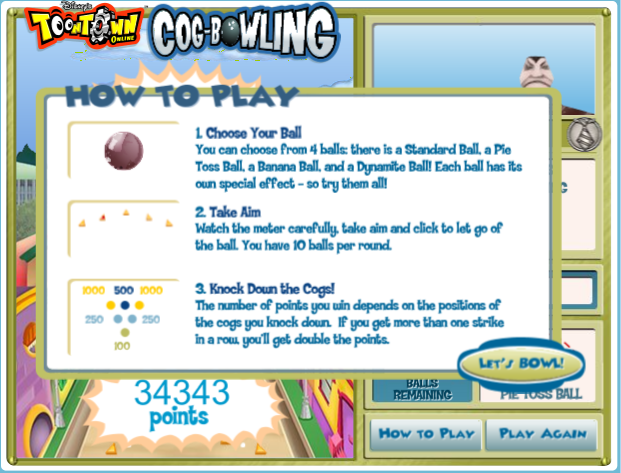 Disney's
TOONTOWN
ONLINE
COG-BOWLING
HOW TO PLAY
1. Choose Your Ball
You can choose from 4 balls: there is a Standard Ball, a Pie
Toss Ball, a Banana Ball, and a Dynamite Ball! Each ball has its
own special effect - so try them all!
2. Take Aim
Watch the meter carefully, take aim and click to let go of
the ball. You have 10 balls per round.
1000 500 1000
250 250
100
3. Knock Down the Cogs!
The number of points you win depends on the positions of
the cogs you knock down. If you get more than one strike
in a row, you'll get double the points.
LET'S BOWL!
34343
points
BALLS
REMAINING
PIE TOSS BALL
HOW TO PLAY
PLAY AGAIN